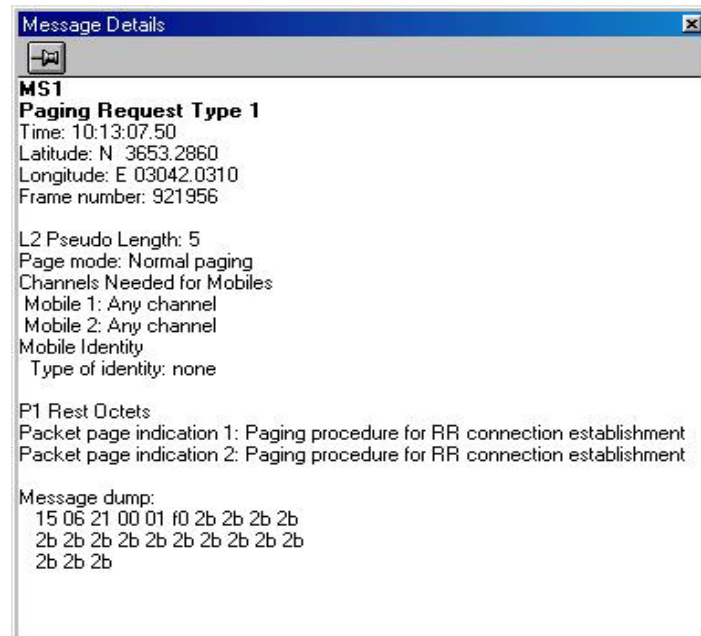 Message Details
MS1
Paging Request Type 1
Time: 10:13:07.50
Latitude: N 3653.2860
Longitude: E 03042.0310
Frame number: 921956
L2 Pseudo Length: 5
Page mode: Normal paging
Channels Needed for Mobiles
Mobile 1: Any channel
Mobile 2: Any channel
Mobile Identity
Type of identity: none
P1 Rest Octets
Packet page indication 1: Paging procedure for RR connection establishment
Packet page indication 2: Paging procedure for RR connection establishment
Message dump:
15 06 21 00 01 f0 2b 2b 2b 2b
2b 2b 2b 2b 2b 2b 2b 2b 2b 2b
2b 2b 2b